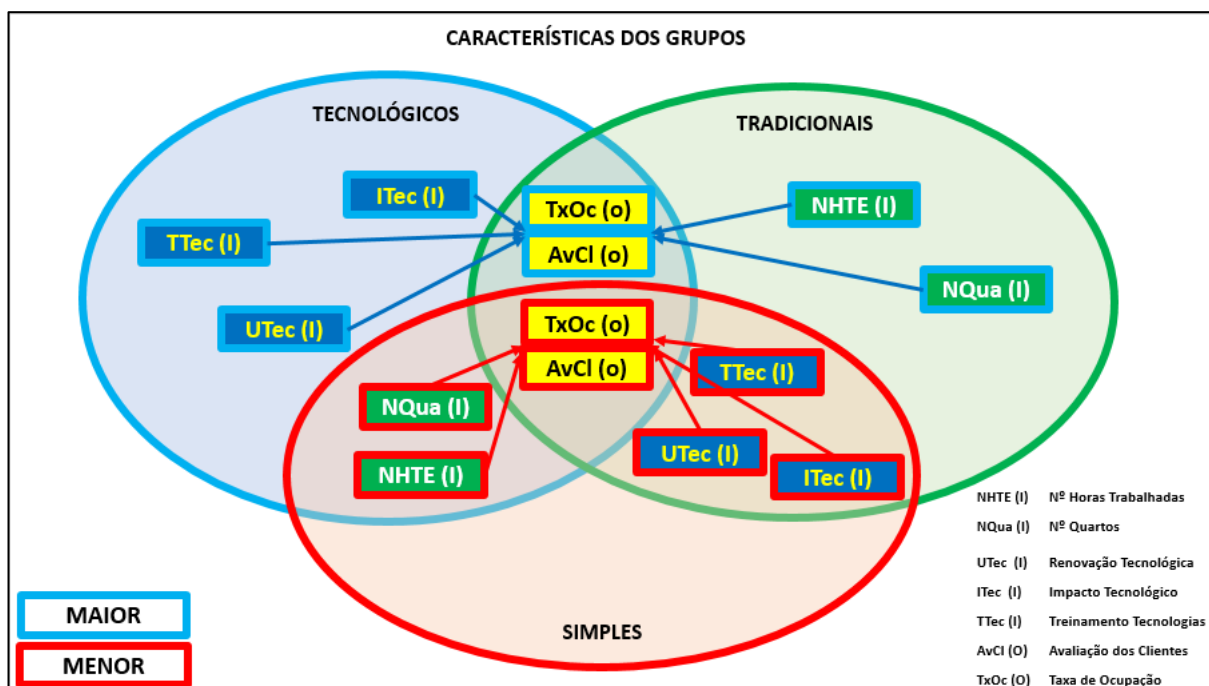 CARACTERÍSTICAS DOS GRUPOS
TECNOLÓGICOS
TRADICIONAIS
ITec (I)
TxOc (o)
NHTE (I)
TTec (I)
AvCl (o)
NQua (I)
UTec (I)
TxOc (o)
AvCl (o)
TTec (I)
NQua (I)
UTec (I)
NHTE (I)
ITec (I)
NHTE (I) Nº Horas Trabalhadas
NQua (I) Nº Quartos
UTec (I) Renovação Tecnológica
ITec (I) Impacto Tecnológico
TTec (I) Treinamento Tecnologias
AvCl (O) Avaliação dos Clientes
TxOc (O) Taxa de Ocupação
MAIOR
MENOR
SIMPLES